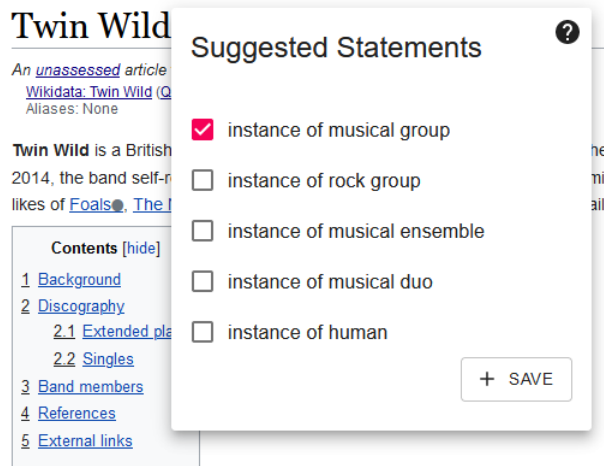 Twin Wild
An unassessed article
Wikidata: Twin Wild (Q
Aliases: None
Twin Wild is a British
2014, the band
likes of Foals, The
Contents [hide]
1 Background
2 Discography
2.1 Extended
2.2 Singles
3 Band members
4 References
5 External links
Suggested Statements
?
instance of musical group
instance of rock group
instance of musical ensemble
instance of musical duo
instance of human
+ SAVE